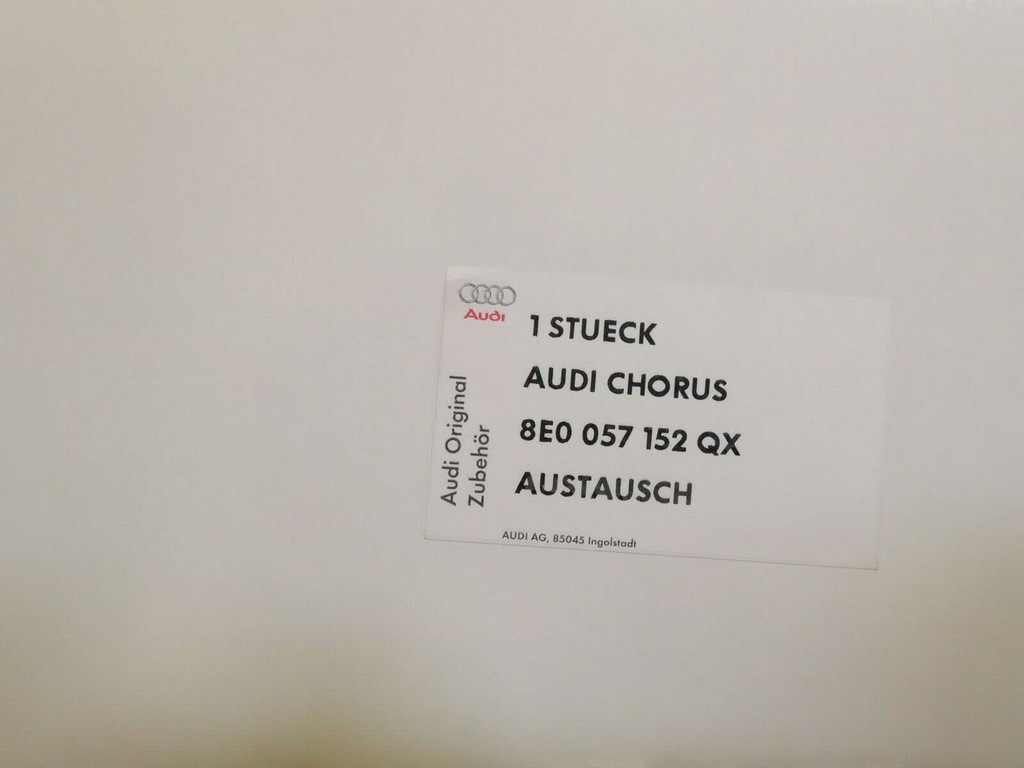 Audi
1 STUECK
AUDI CHORUS
8E0 057 152 QX
AUSTAUSCH
Audi Original
Zubehör
AUDI AG, 85045 Ingolstadt